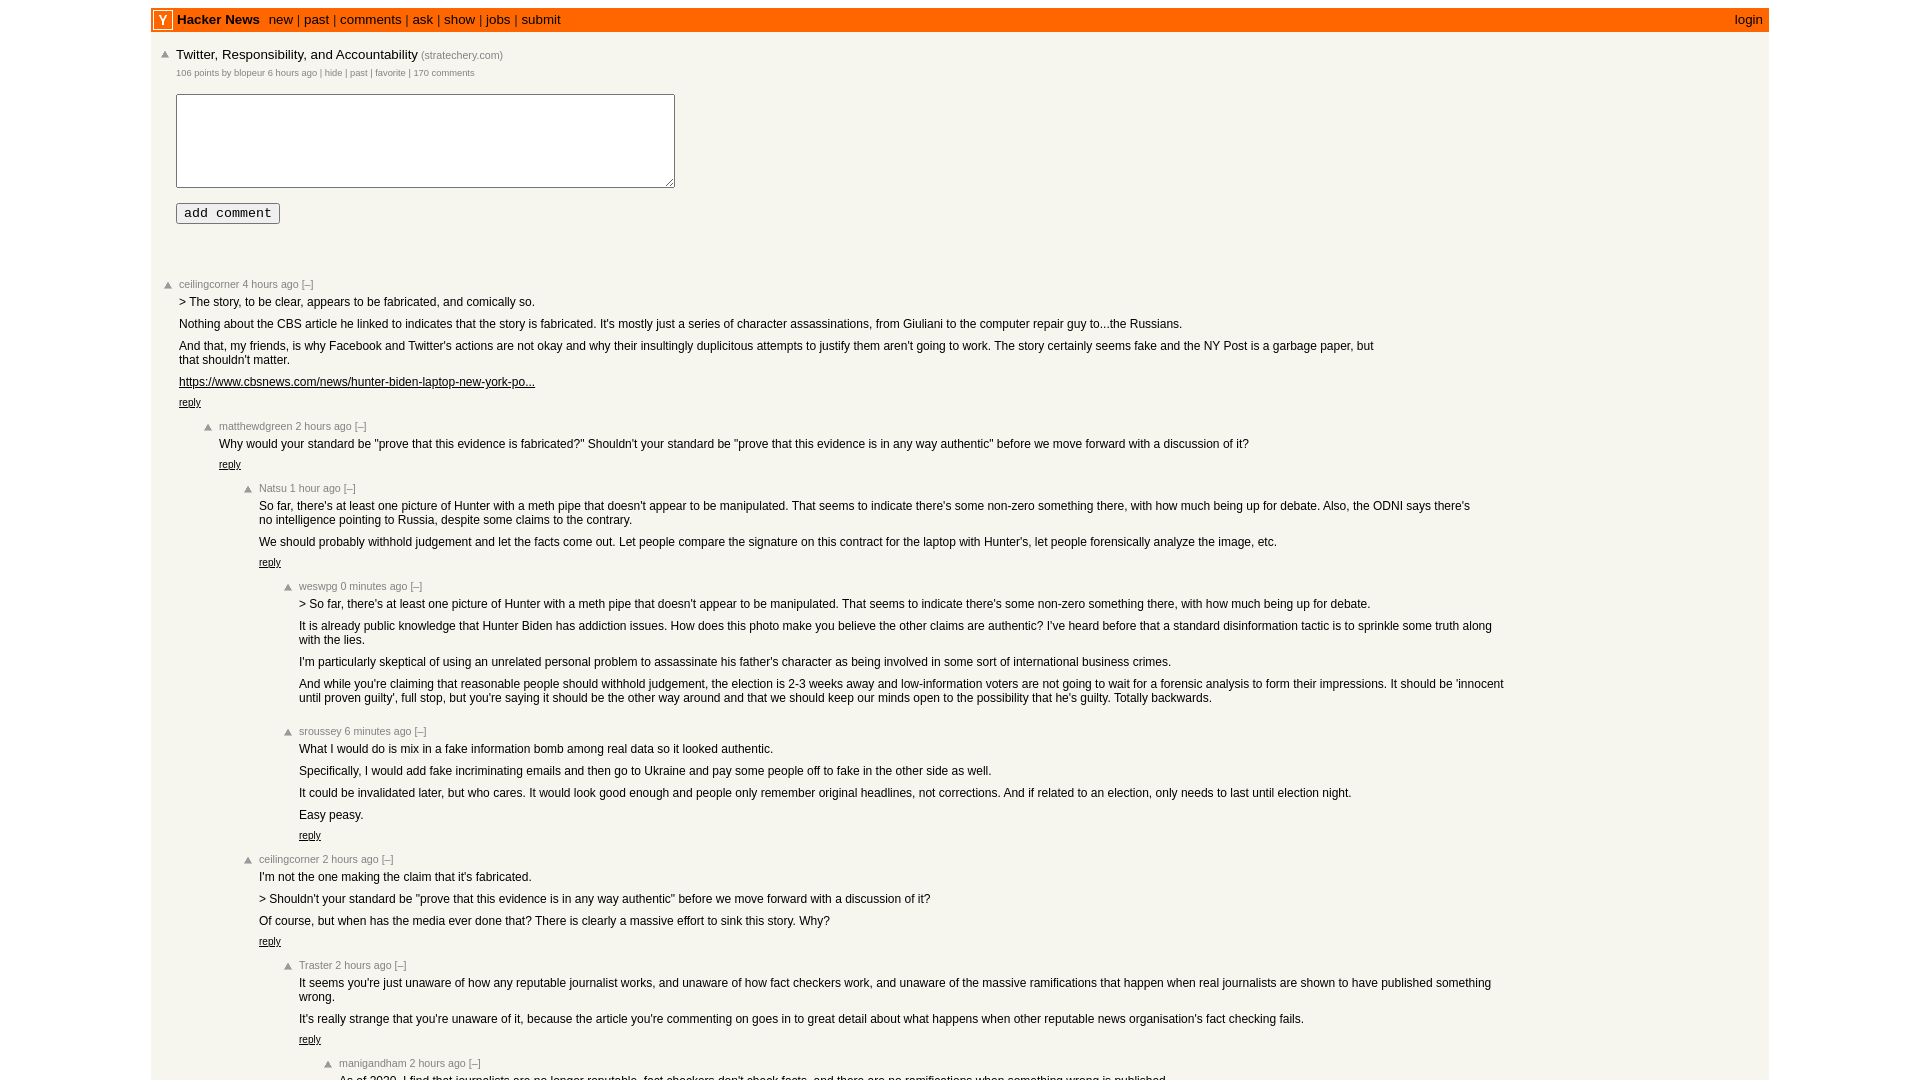 Y Hacker News new | past | comments | ask | show | jobs | submit login
Twitter, Responsibility, and Accountability (stratechery.com)
106 points by blopeur 6 hours ago | hide | past | favorite | 170 comments
add comment
ceilingcorner 4 hours ago [–]
> The story, to be clear, appears to be fabricated, and comically so.
Nothing about the CBS article he linked to indicates that the story is fabricated. It's mostly just a series of character assassinations, from Giuliani to the computer repair guy to...the Russians.
And that, my friends, is why Facebook and Twitter's actions are not okay and why their insultingly duplicitous attempts to justify them aren't going to work. The story certainly seems fake and the NY Post is a garbage paper, but
that shouldn't matter.
https://www.cbsnews.com/news/hunter-biden-laptop-new-york-po...
reply
matthewdgreen 2 hours ago [–]
Why would your standard be "prove that this evidence is fabricated?" Shouldn't your standard be "prove that this evidence is in any way authentic" before we move forward with a discussion of it?
reply
Natsu 1 hour ago [–]
So far, there's at least one picture of Hunter with a meth pipe that doesn't appear to be manipulated. That seems to indicate there's some non-zero something there, with how much being up for debate. Also, the ODNI says there's
no intelligence pointing to Russia, despite some claims to the contrary.
We should probably withhold judgement and let the facts come out. Let people compare the signature on this contract for the laptop with Hunter's, let people forensically analyze the image, etc.
reply
weswpg 0 minutes ago [–]
> So far, there's at least one picture of Hunter with a meth pipe that doesn't appear to be manipulated. That seems to indicate there's some non-zero something there, with how much being up for debate.
It is already public knowledge that Hunter Biden has addiction issues. How does this photo make you believe the other claims are authentic? I've heard before that a standard disinformation tactic is to sprinkle some truth along
with the lies.
I'm particularly skeptical of using an unrelated personal problem to assassinate his father's character as being involved in some sort of international business crimes.
And while you're claiming that reasonable people should withhold judgement, the election is 2-3 weeks away and low-information voters are not going to wait for a forensic analysis to form their impressions. It should be 'innocent
until proven guilty', full stop, but you're saying it should be the other way around and that we should keep our minds open to the possibility that he's guilty. Totally backwards.
sroussey 6 minutes ago [–]
What I would do is mix in a fake information bomb among real data so it looked authentic.
Specifically, I would add fake incriminating emails and then go to Ukraine and pay some people off to fake in the other side as well.
It could be invalidated later, but who cares. It would look good enough and people only remember original headlines, not corrections. And if related to an election, only needs to last until election night.
Easy peasy.
reply
ceilingcorner 2 hours ago [–]
I'm not the one making the claim that it's fabricated.
> Shouldn't your standard be "prove that this evidence is in any way authentic" before we move forward with a discussion of it?
Of course, but when has the media ever done that? There is clearly a massive effort to sink this story. Why?
reply
Traster 2 hours ago [–]
It seems you're just unaware of how any reputable journalist works, and unaware of how fact checkers work, and unaware of the massive ramifications that happen when real journalists are shown to have published something
wrong.
It's really strange that you're unaware of it, because the article you're commenting on goes in to great detail about what happens when other reputable news organisation's fact checking fails.
reply
manigandham 2 hours ago [–]
As of 2020, I find that journalists are no longer reputable, fact checkers don't check facts, and there are no ramifications when something wrong is published.